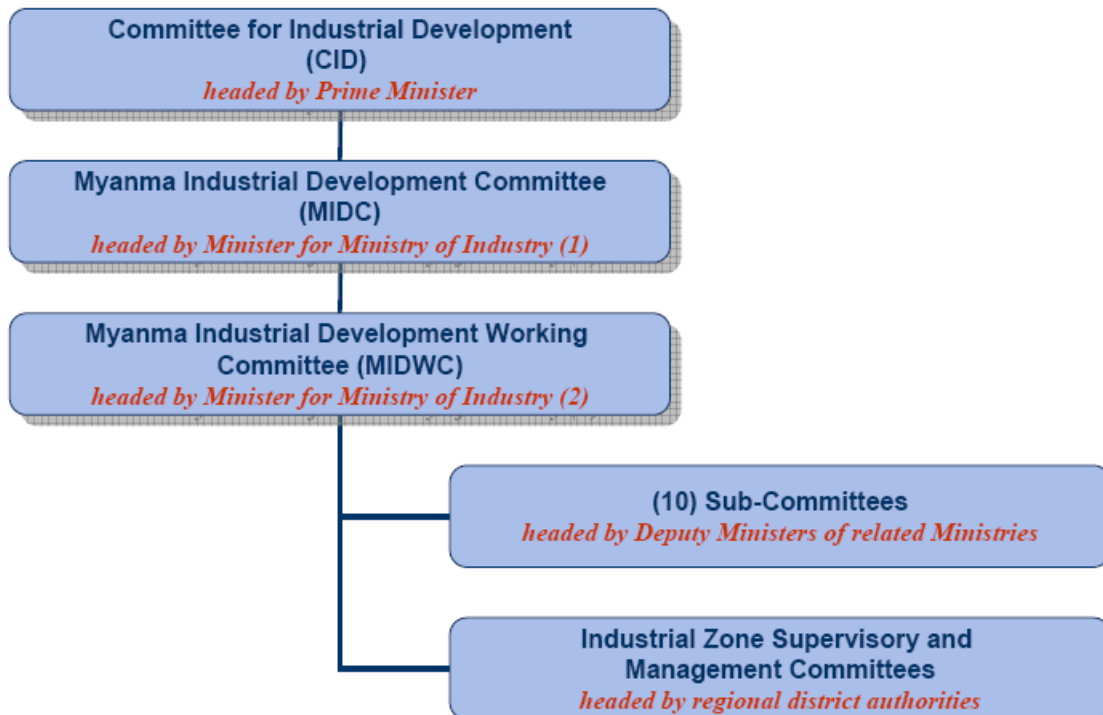 Committee for Industrial Development
(CID)
headed by Prime Minister
Myanma Industrial Development Committee
(MIDC)
headed by Minister for Ministry of Industry (1)
Myanma Industrial Development Working
Committee (MIDWC)
headed by Minister for Ministry of Industry (2)
(10) Sub-Committees
headed by Deputy Ministers of related Ministries
Industrial Zone Supervisory and
Management Committees
headed by regional district authorities